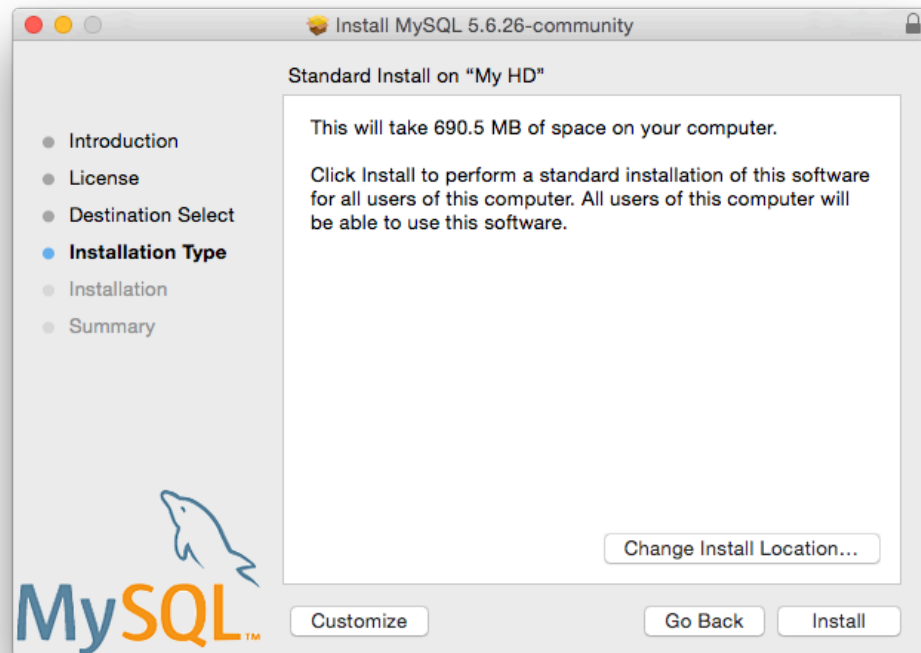 Install MySQL 5.6.26-community
Standard Install on “My HD”
Introduction
License
Destination Select
Installation Type
Installation
Summary
This will take 690.5 MB of space on your computer.
Click Install to perform a standard installation of this software
for all users of this computer. All users of this computer will
be able to use this software.
Change Install Location...
MySQL™
Customize
Go Back
Install